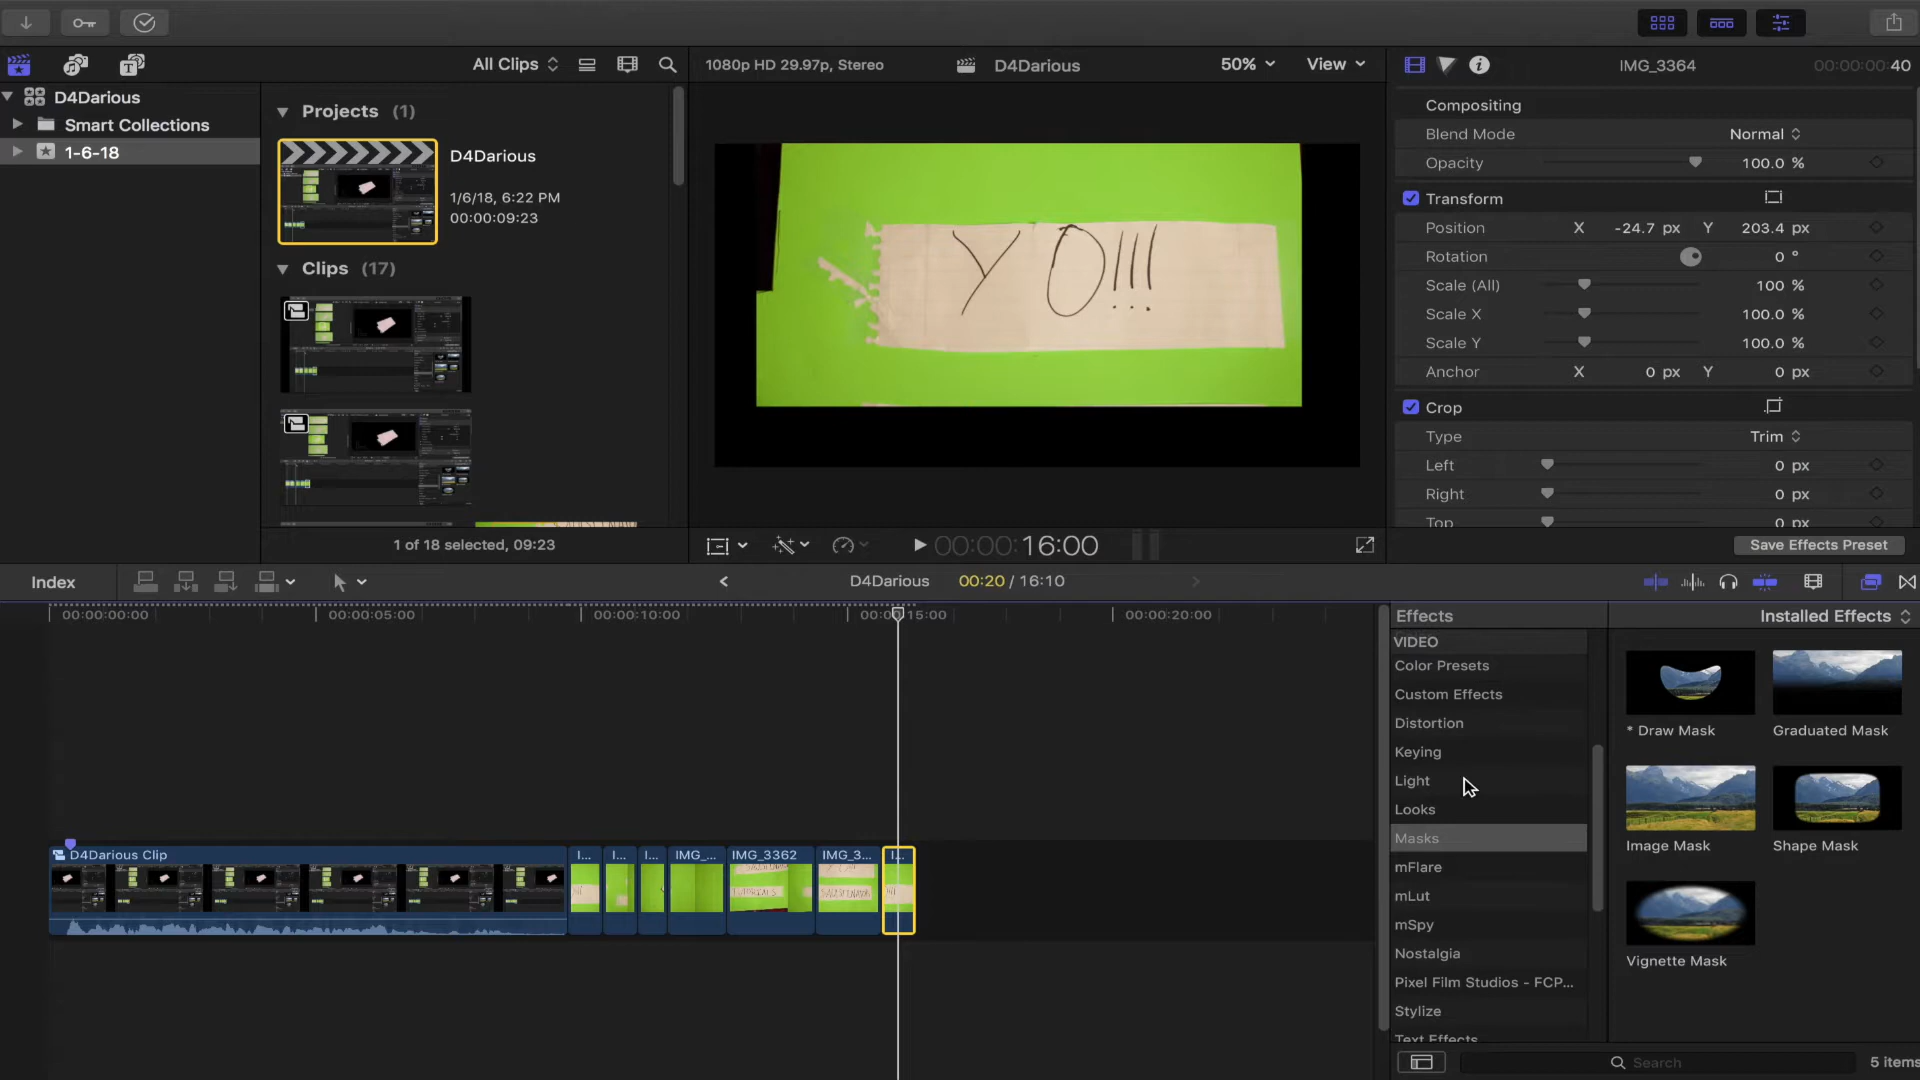 All Clips
1080p HD 29.97p, Stereo
D4Darious
50%
View
IMG_3364
00:00:00:40
D4Darious
Smart Collections
1-6-18
Projects (1)
D4Darious
1/6/18, 6:22 PM
00:00:09:23
Clips (17)
1 of 18 selected, 09:23
YO!!!
00:00:16:00
Compositing
Blend Mode Normal
Opacity 100.0 %
Transform
Position X -24.7 px Y 203.4 px
Rotation 0 °
Scale (All) 100 %
Scale X 100.0 %
Scale Y 100.0 %
Anchor X 0 px Y 0 px
Crop
Type Trim
Left 0 px
Right 0 px
Top 0 px
Save Effects Preset
Index
D4Darious 00:20 / 16:10
00:00:00:00 00:00:05:00 00:00:10:00 00:00:15:00 00:00:20:00
D4Darious Clip I... I... I... IMG_... IMG_3362 IMG_3... I...
TUTORIALS
Effects
Installed Effects
VIDEO
Color Presets
Custom Effects
Distortion
Keying
Light
Looks
Masks
mFlare
mLut
mSpy
Nostalgia
Pixel Film Studios - FCP...
Stylize
Text Effects
* Draw Mask
Graduated Mask
Image Mask
Shape Mask
Vignette Mask
Search
5 items